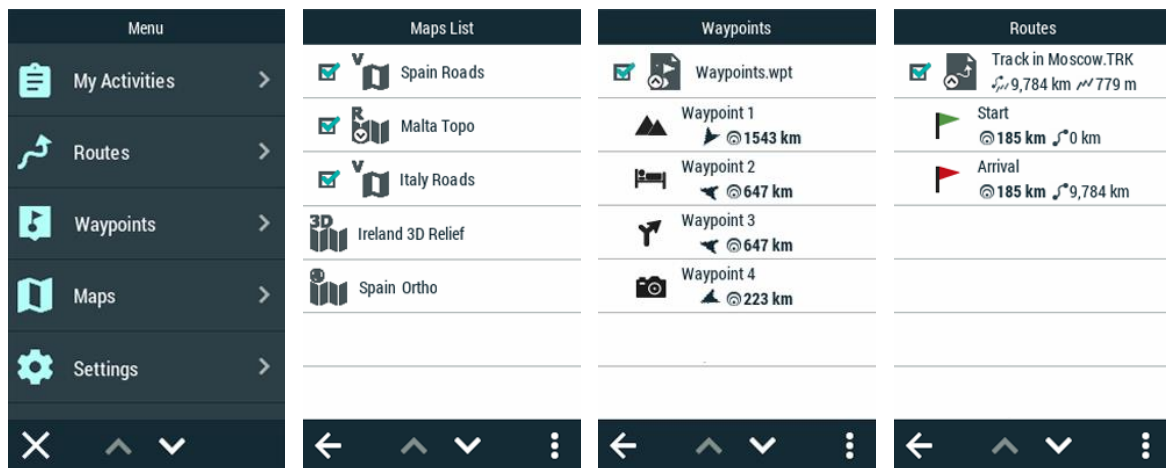 Menu
My Activities
Routes
Waypoints
Maps
Settings
Maps List
V
Spain Roads
R
Malta Topo
V
Italy Roads
3D
Ireland 3D Relief
Spain Ortho
Waypoints
Waypoints.wpt
Waypoint 1
1543 km
Waypoint 2
647 km
Waypoint 3
647 km
Waypoint 4
223 km
Routes
Track in Moscow.TRK
9,784 km 779 m
Start
185 km 0 km
Arrival
185 km 9,784 km